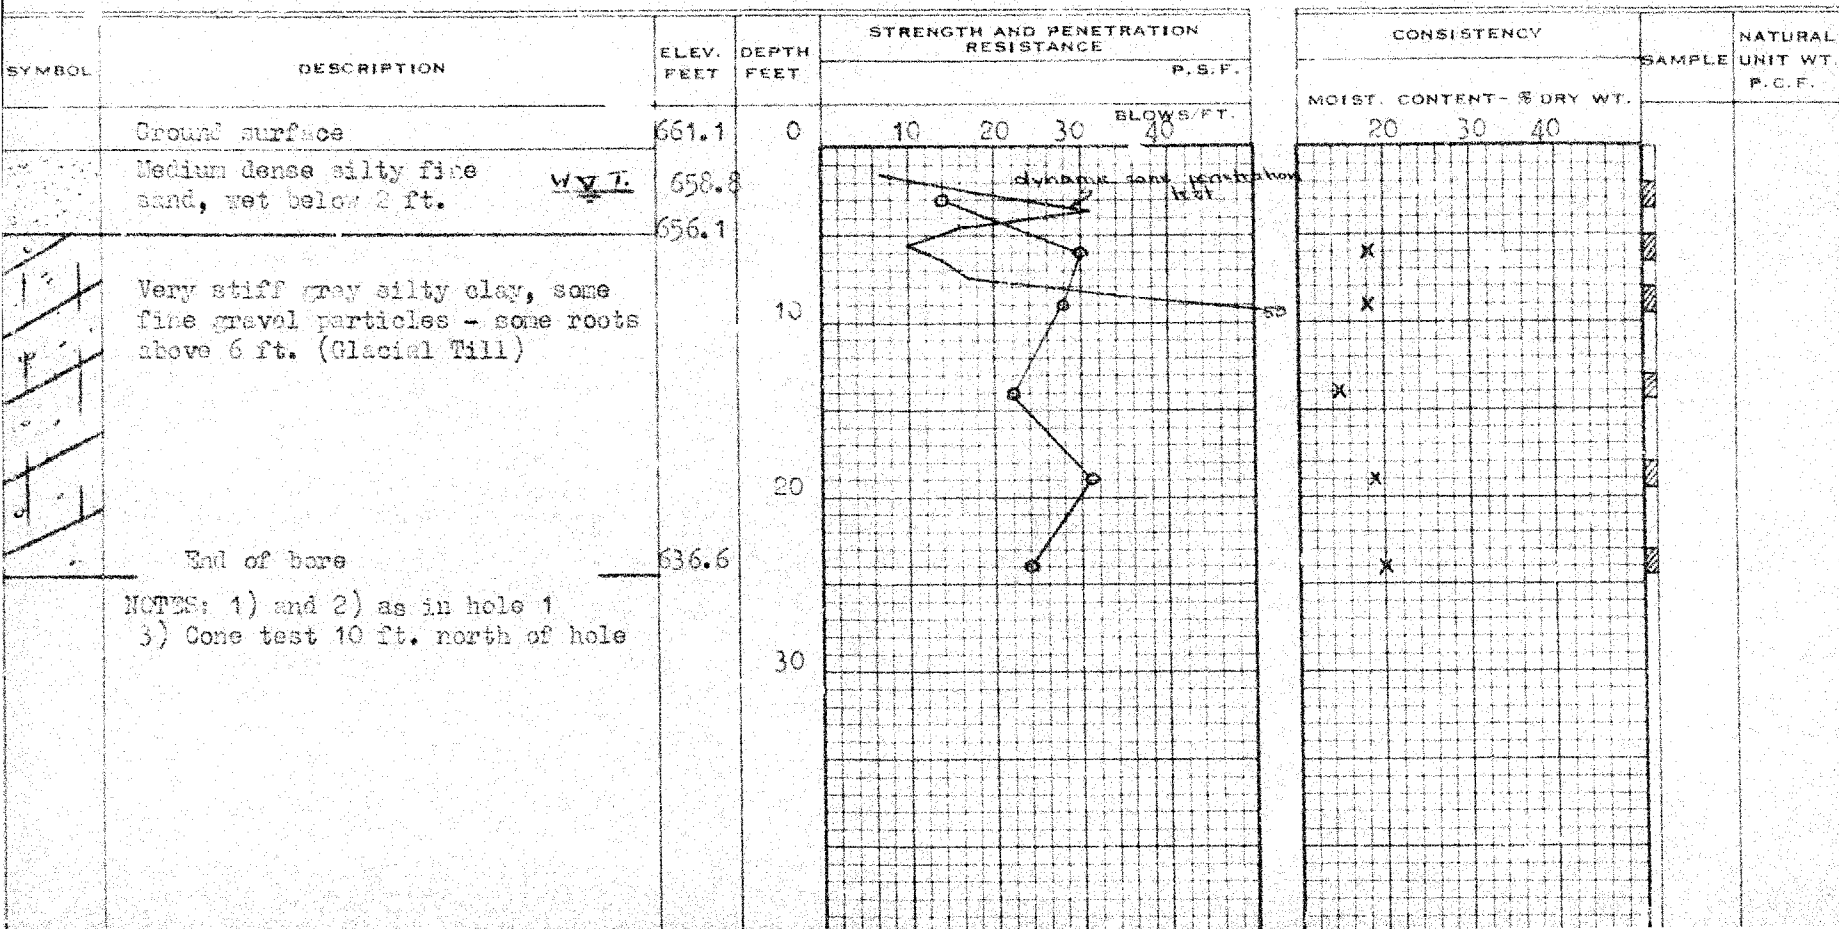 SYMBOL
DESCRIPTION
ELEV.
FEET
DEPTH
FEET
STRENGTH AND PENETRATION
RESISTANCE
P.S.F.
BLOWS/FT.
10 20 30 40
CONSISTENCY
MOIST. CONTENT- % DRY WT.
20 30 40
SAMPLE
NATURAL
UNIT WT.
P.C.F.
Ground surface 661.1 0
Medium dense silty fine
sand, wet below 2 ft.
W T. 658.8
656.1
dynamic cone penetration
test
Very stiff gray silty clay, some
fine gravel particles - some roots
above 6 ft. (Glacial Till)
10
50
20
End of bore 636.6
NOTES: 1) and 2) as in hole 1
3) Cone test 10 ft. north of hole
30